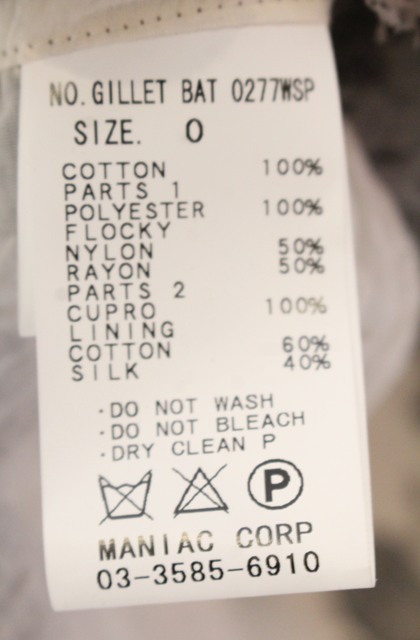 NO. GILLET BAT 0277WSP
SIZE. 0
COTTON 100%
PARTS 1
POLYESTER 100%
FLOCKY
NYLON 50%
RAYON 50%
PARTS 2
CUPRO 100%
LINING
COTTON 60%
SILK 40%
·DO NOT WASH
·DO NOT BLEACH
·DRY CLEAN P
P
MANIAC CORP
03-3585-6910